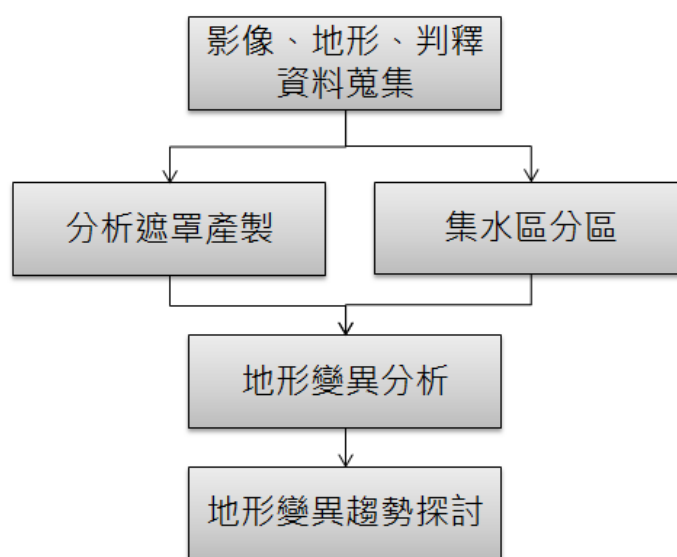 影像、地形、判釋
資料蒐集
分析遮罩產製
集水區分區
地形變異分析
地形變異趨勢探討